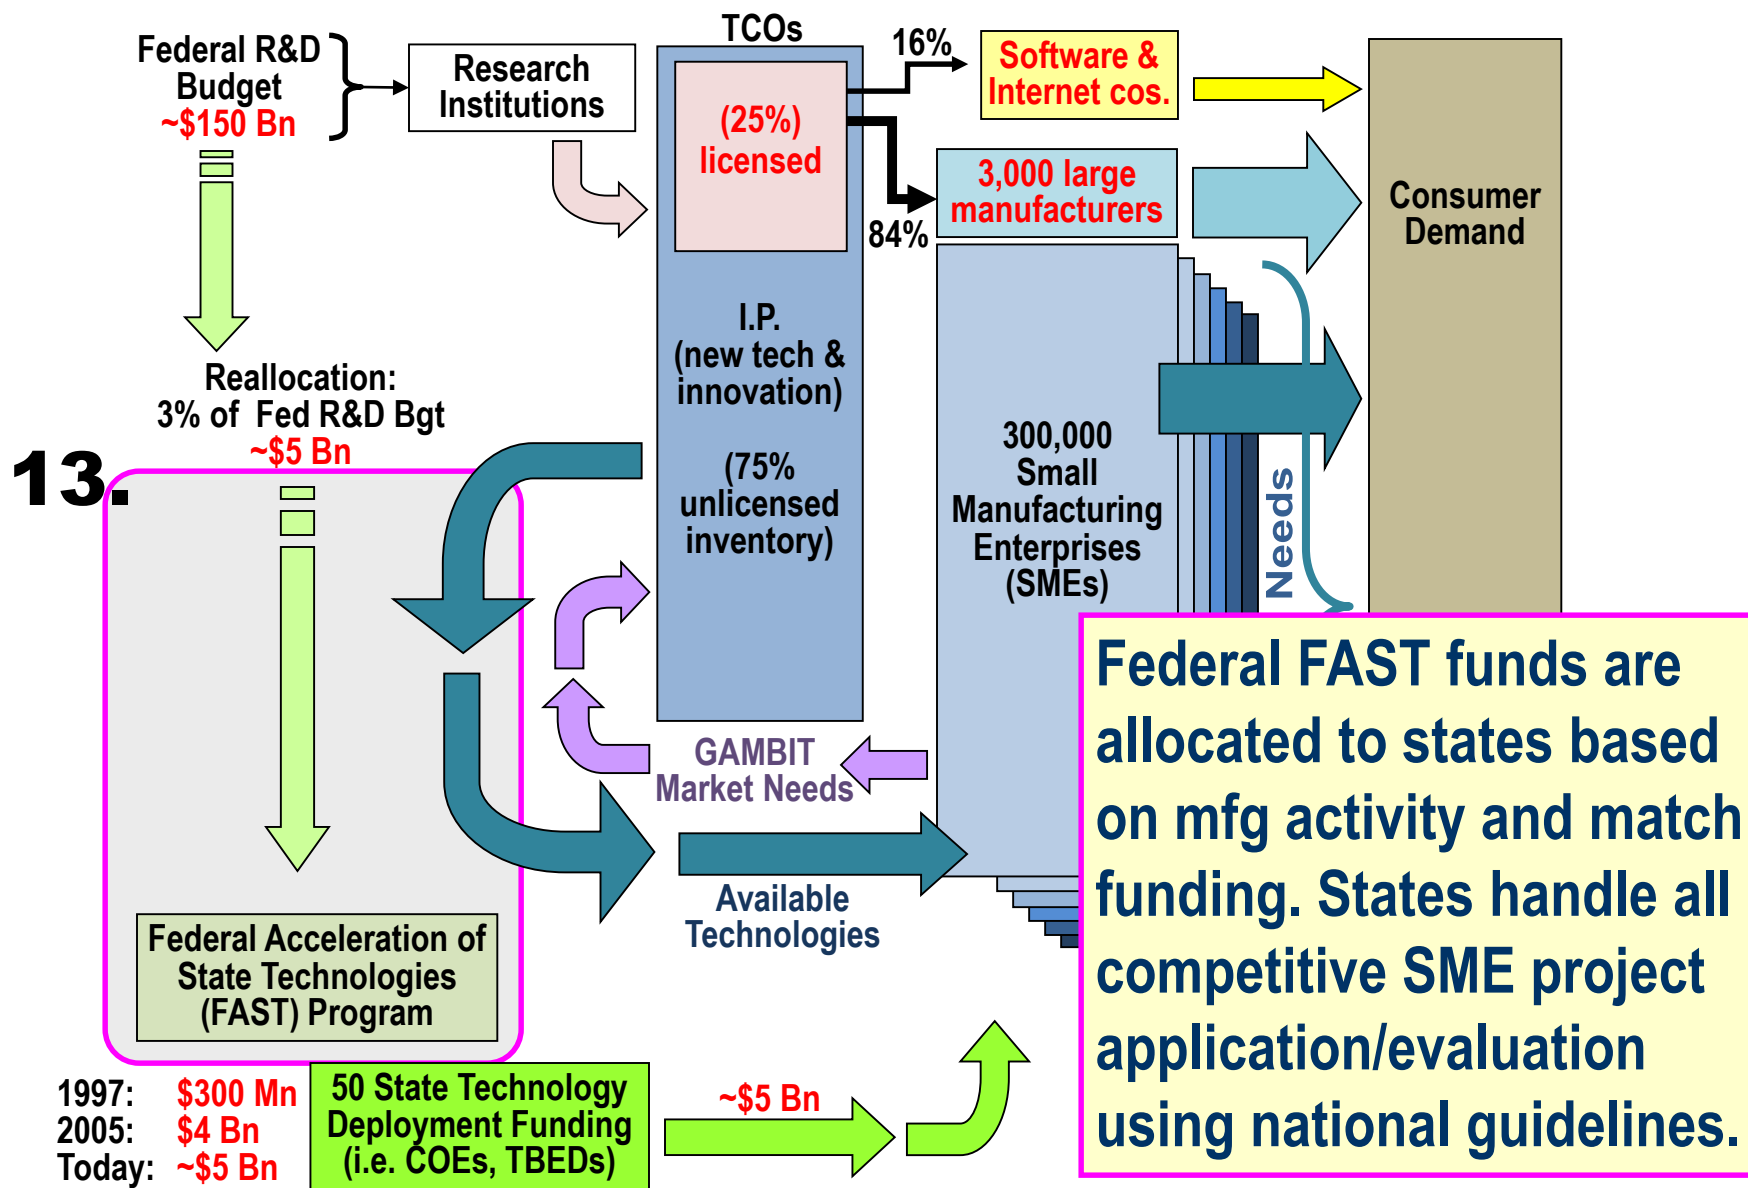 TCOs
Federal R&D
Budget
~$150 Bn
Research
Institutions
16%
Software &
Internet cos.
(25%)
licensed
3,000 large
manufacturers
84%
Consumer
Demand
I.P.
(new tech &
innovation)
(75%
unlicensed
inventory)
Reallocation:
3% of Fed R&D Bgt
~$5 Bn
13.
300,000
Small
Manufacturing
Enterprises
(SMEs)
Needs
GAMBIT
Market Needs
Available
Technologies
Federal Acceleration of
State Technologies
(FAST) Program
1997: $300 Mn
2005: $4 Bn
Today: ~$5 Bn
50 State Technology
Deployment Funding
(i.e. COEs, TBEDs)
~$5 Bn
Federal FAST funds are
allocated to states based
on mfg activity and match
funding. States handle all
competitive SME project
application/evaluation
using national guidelines.